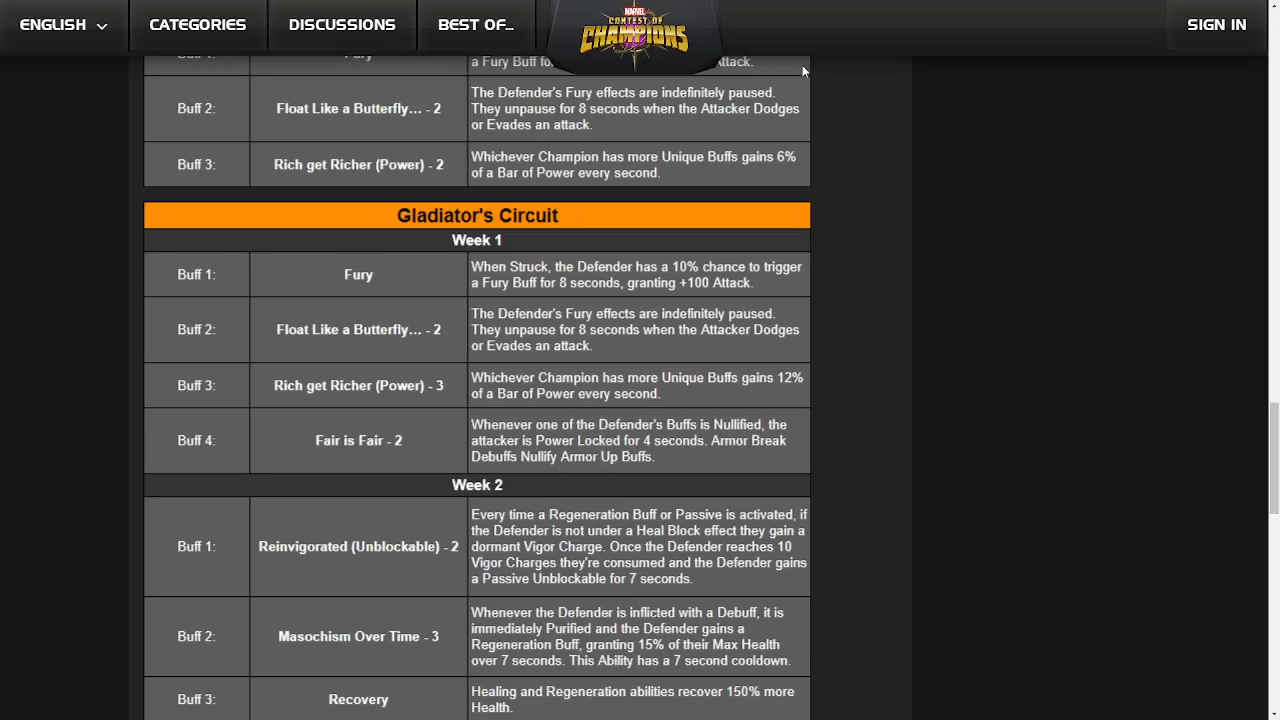 ENGLISH CATEGORIES DISCUSSIONS BEST OF... MARVEL CONTEST OF CHAMPIONS SIGN IN
Buff 1: Fury a Fury Buff fo Attack.
Buff 2: Float Like a Butterfly… - 2
The Defender's Fury effects are indefinitely paused.
They unpause for 8 seconds when the Attacker Dodges
or Evades an attack.
Buff 3: Rich get Richer (Power) - 2
Whichever Champion has more Unique Buffs gains 6%
of a Bar of Power every second.
Gladiator's Circuit
Week 1
Buff 1: Fury
When Struck, the Defender has a 10% chance to trigger
a Fury Buff for 8 seconds, granting +100 Attack.
Buff 2: Float Like a Butterfly… - 2
The Defender's Fury effects are indefinitely paused.
They unpause for 8 seconds when the Attacker Dodges
or Evades an attack.
Buff 3: Rich get Richer (Power) - 3
Whichever Champion has more Unique Buffs gains 12%
of a Bar of Power every second.
Buff 4: Fair is Fair - 2
Whenever one of the Defender's Buffs is Nullified, the
attacker is Power Locked for 4 seconds. Armor Break
Debuffs Nullify Armor Up Buffs.
Week 2
Buff 1: Reinvigorated (Unblockable) - 2
Every time a Regeneration Buff or Passive is activated, if
the Defender is not under a Heal Block effect they gain a
dormant Vigor Charge. Once the Defender reaches 10
Vigor Charges they're consumed and the Defender gains
a Passive Unblockable for 7 seconds.
Buff 2: Masochism Over Time - 3
Whenever the Defender is inflicted with a Debuff, it is
immediately Purified and the Defender gains a
Regeneration Buff, granting 15% of their Max Health
over 7 seconds. This Ability has a 7 second cooldown.
Buff 3: Recovery
Healing and Regeneration abilities recover 150% more
Health.